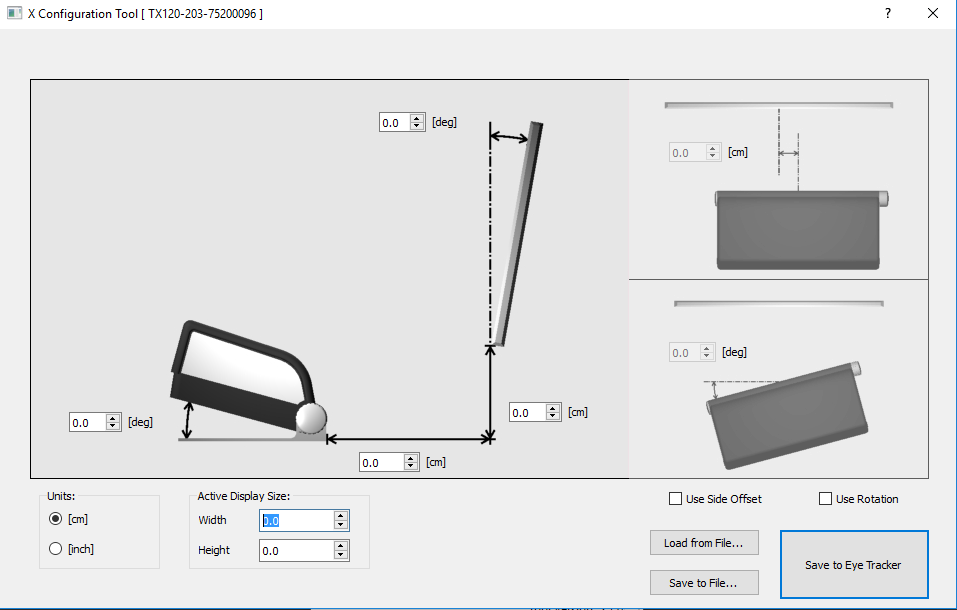 X Configuration Tool [ TX120-203-75200096 ]
?
0.0 [deg]
0.0 [cm]
0.0 [deg]
0.0 [deg]
0.0 [cm]
0.0 [cm]
Units:
[cm]
[inch]
Active Display Size:
Width 0.0
Height 0.0
Use Side Offset
Use Rotation
Load from File...
Save to File...
Save to Eye Tracker